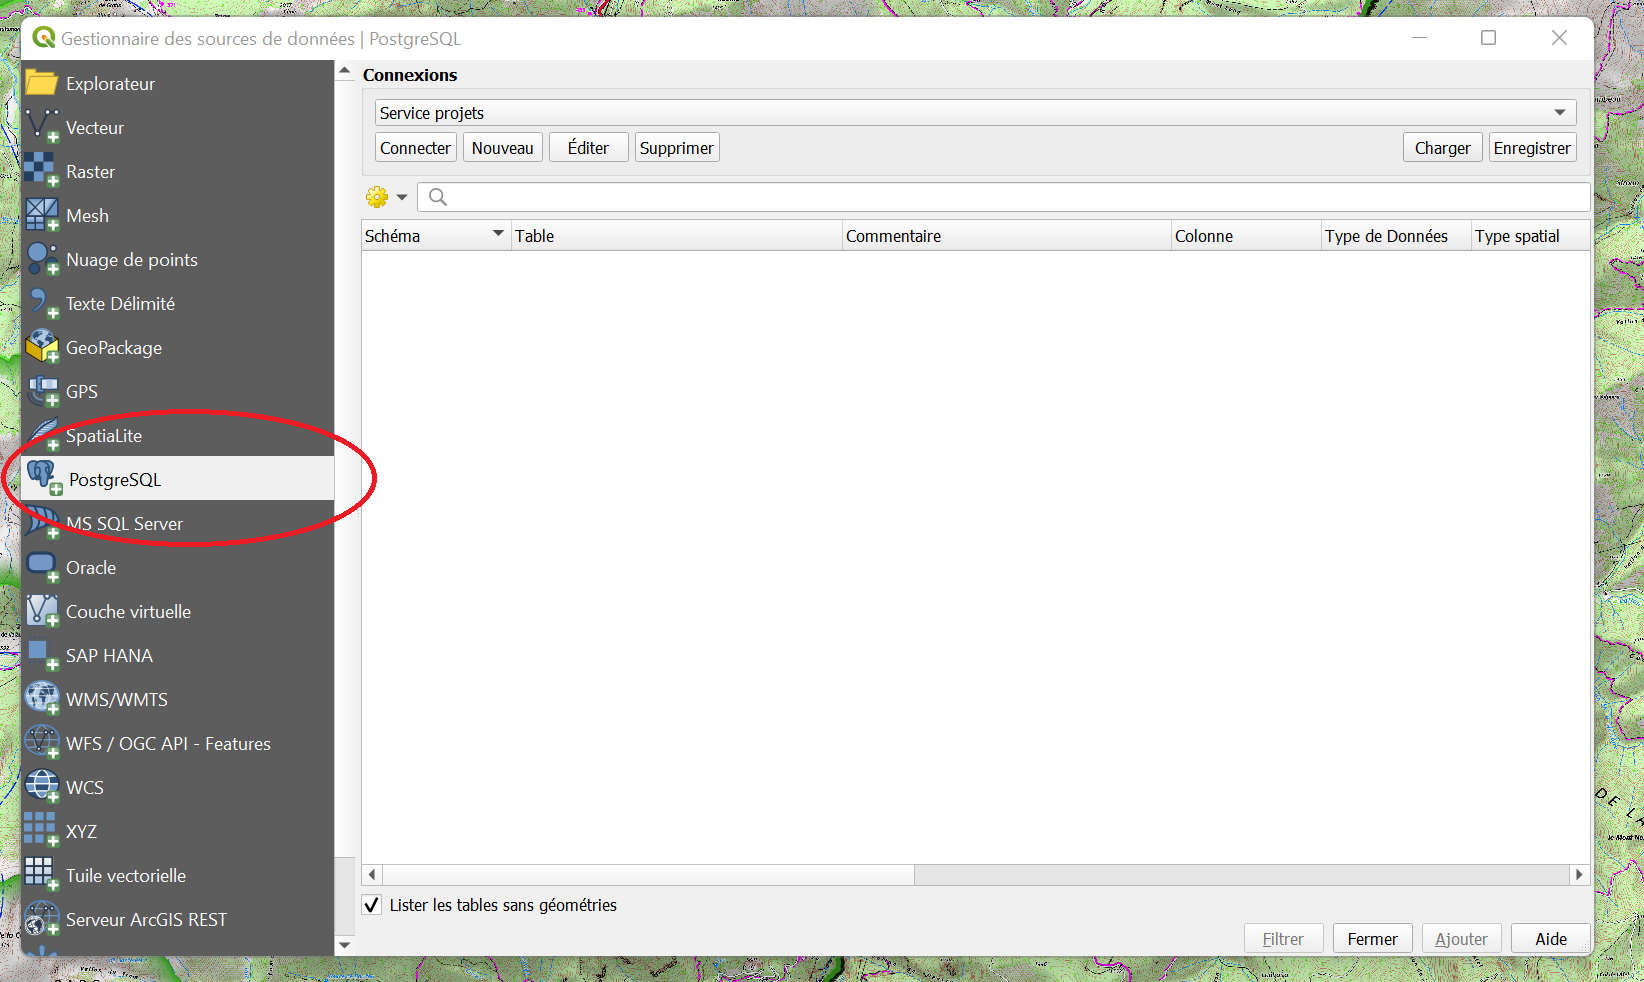 Gestionnaire des sources de données | PostgreSQL
Explorateur
Vecteur
Raster
Mesh
Nuage de points
Texte Délimité
GeoPackage
GPS
SpatiaLite
PostgreSQL
MS SQL Server
Oracle
Couche virtuelle
SAP HANA
WMS/WMTS
WFS / OGC API - Features
WCS
XYZ
Tuile vectorielle
Serveur ArcGIS REST
Connexions
Service projets
Connecter Nouveau Éditer Supprimer Charger Enregistrer
Schéma Table Commentaire Colonne Type de Données Type spatial
Lister les tables sans géométries
Filtrer Fermer Ajouter Aide
DE LA